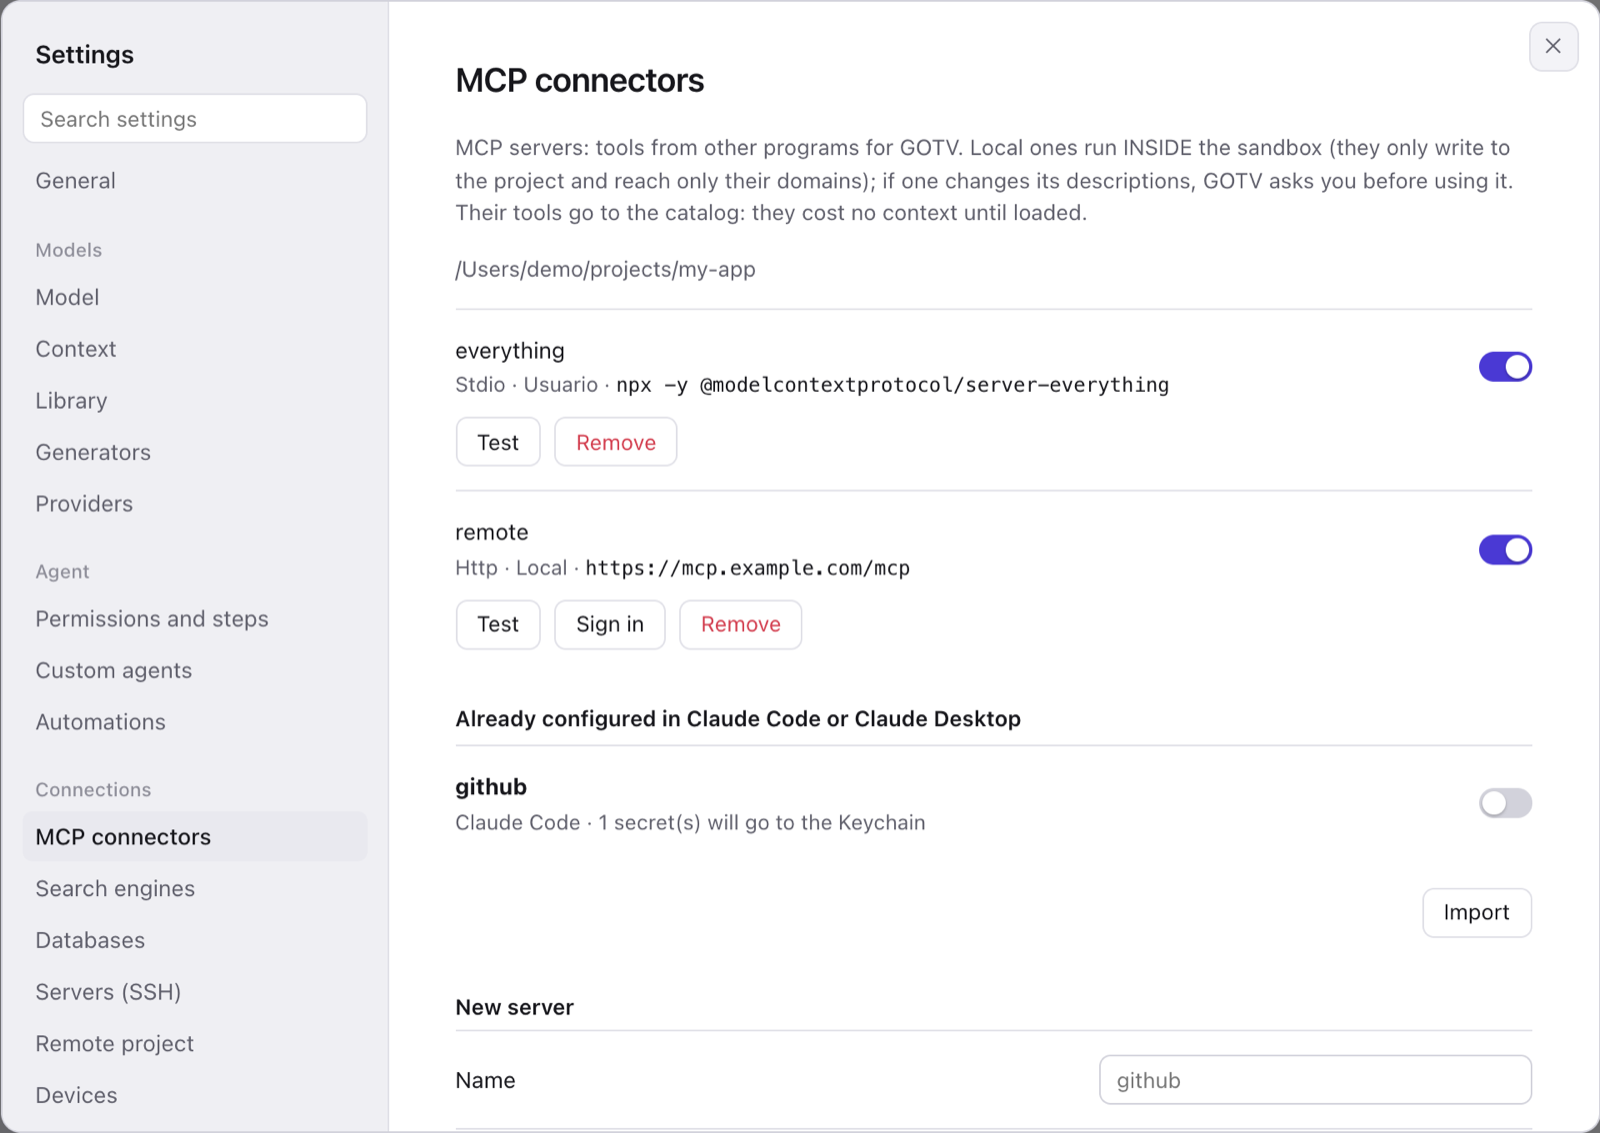 Settings
Search settings
General
Models
Model
Context
Library
Generators
Providers
Agent
Permissions and steps
Custom agents
Automations
Connections
MCP connectors
Search engines
Databases
Servers (SSH)
Remote project
Devices
MCP connectors
MCP servers: tools from other programs for GOTV. Local ones run INSIDE the sandbox (they only write to
the project and reach only their domains); if one changes its descriptions, GOTV asks you before using it.
Their tools go to the catalog: they cost no context until loaded.
/Users/demo/projects/my-app
everything
Stdio · Usuario · npx -y @modelcontextprotocol/server-everything
Test Remove
remote
Http · Local · https://mcp.example.com/mcp
Test Sign in Remove
Already configured in Claude Code or Claude Desktop
github
Claude Code · 1 secret(s) will go to the Keychain
Import
New server
Name github